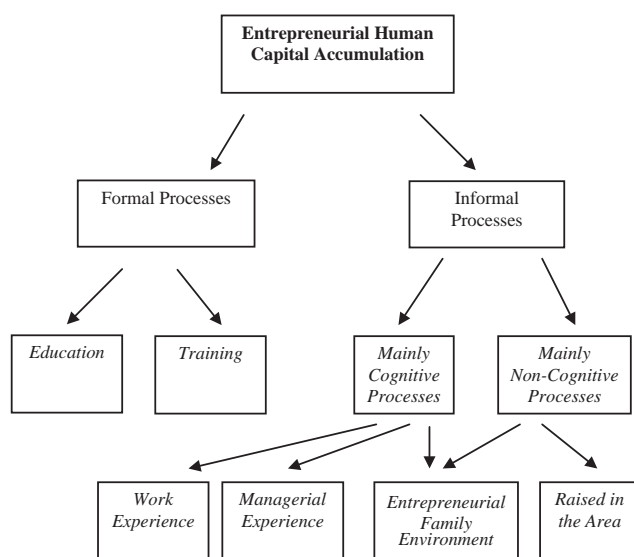 Entrepreneurial Human
Capital Accumulation
Formal Processes
Informal
Processes
Education
Training
Mainly
Cognitive
Processes
Mainly
Non-Cognitive
Processes
Work
Experience
Managerial
Experience
Entrepreneurial
Family
Environment
Raised in
the Area